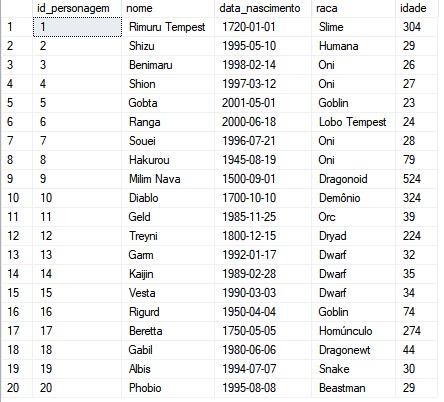 id_personagem nome data_nascimento raca idade
1 1 Rimuru Tempest 1720-01-01 Slime 304
2 2 Shizu 1995-05-10 Humana 29
3 3 Benimaru 1998-02-14 Oni 26
4 4 Shion 1997-03-12 Oni 27
5 5 Gobta 2001-05-01 Goblin 23
6 6 Ranga 2000-06-18 Lobo Tempest 24
7 7 Souei 1996-07-21 Oni 28
8 8 Hakurou 1945-08-19 Oni 79
9 9 Milim Nava 1500-09-01 Dragonoid 524
10 10 Diablo 1700-10-10 Demônio 324
11 11 Geld 1985-11-25 Orc 39
12 12 Treyni 1800-12-15 Dryad 224
13 13 Garm 1992-01-17 Dwarf 32
14 14 Kaijin 1989-02-28 Dwarf 35
15 15 Vesta 1990-03-03 Dwarf 34
16 16 Rigurd 1950-04-04 Goblin 74
17 17 Beretta 1750-05-05 Homúnculo 274
18 18 Gabil 1980-06-06 Dragonewt 44
19 19 Albis 1994-07-07 Snake 30
20 20 Phobio 1995-08-08 Beastman 29